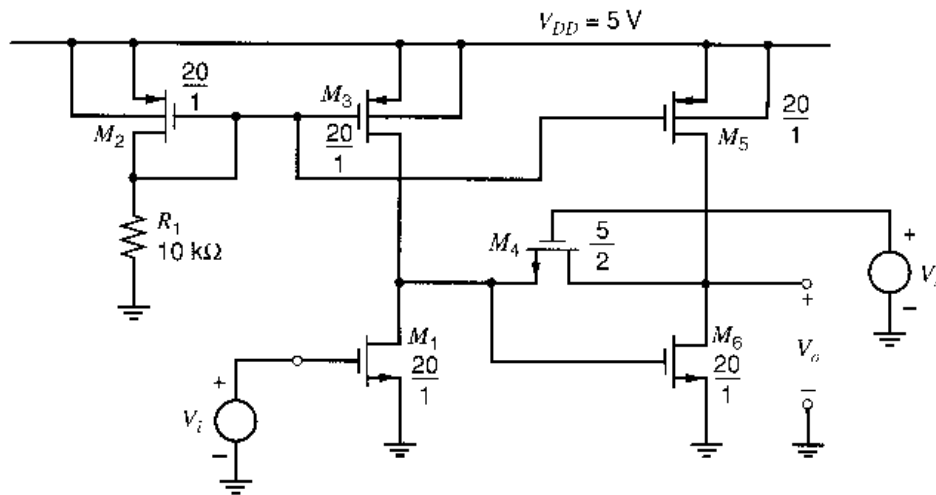 V_DD = 5 V
20/1
M_2
M_3
20/1
20/1
M_5
R_1
10 kΩ
M_4
5/2
+
−
+
V_o
−
M_1
20/1
M_6
20/1
+
V_i
−